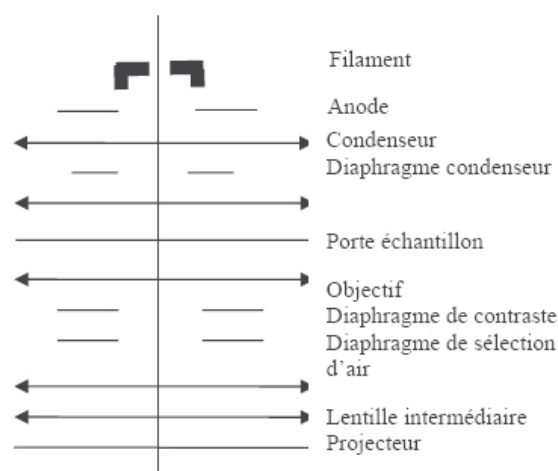 Filament
Anode
Condenseur
Diaphragme condenseur
Porte échantillon
Objectif
Diaphragme de contraste
Diaphragme de sélection
d'air
Lentille intermédiaire
Projecteur